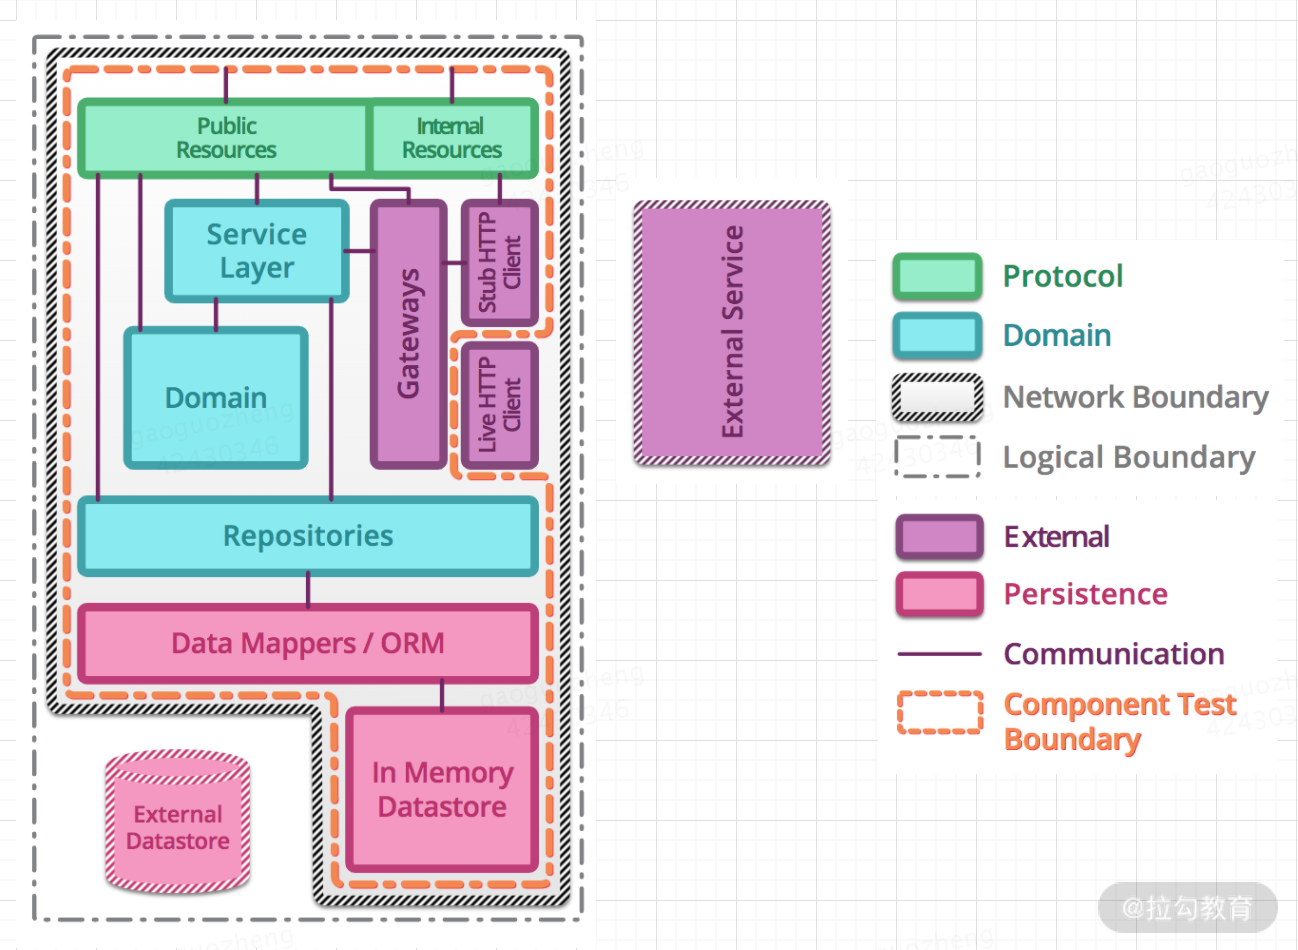 Public
Resources
Internal
Resources
Service
Layer
Gateways
Stub HTTP
Client
Domain
Live HTTP
Client
Repositories
Data Mappers / ORM
In Memory
Datastore
External
Datastore
External Service
Protocol
Domain
Network Boundary
Logical Boundary
External
Persistence
Communication
Component Test
Boundary
gaoguozheng
42430346
@拉勾教育